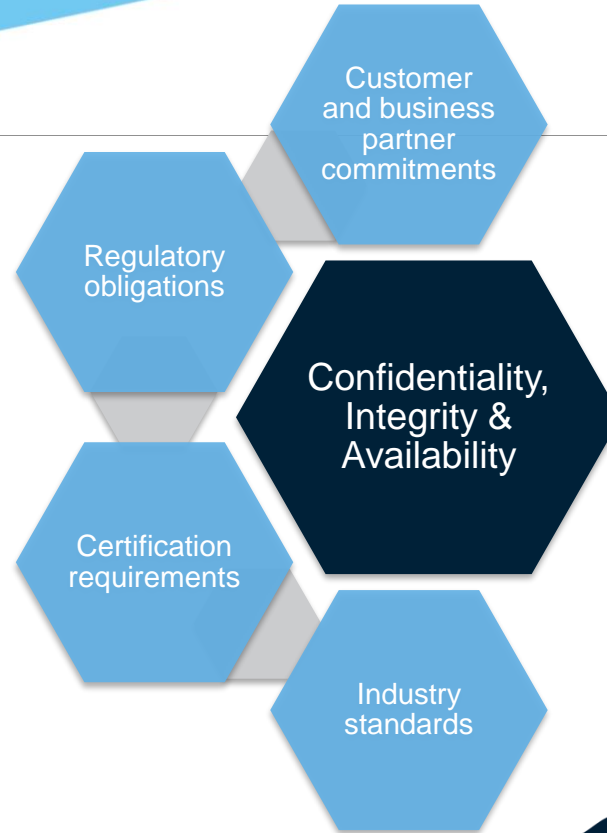 Customer
and business
partner
commitments
Regulatory
obligations
Confidentiality,
Integrity &
Availability
Certification
requirements
Industry
standards